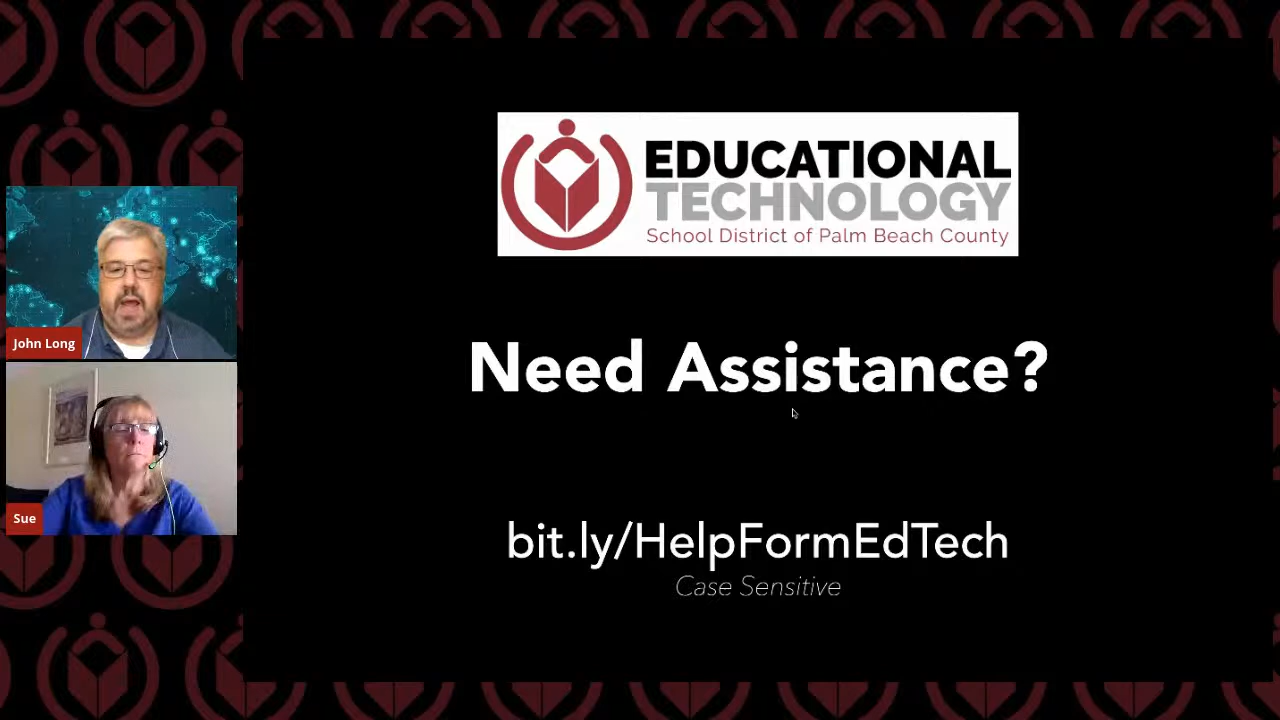 EDUCATIONAL
TECHNOLOGY
School District of Palm Beach County
Need Assistance?
John Long
Sue
bit.ly/HelpFormEdTech
Case Sensitive